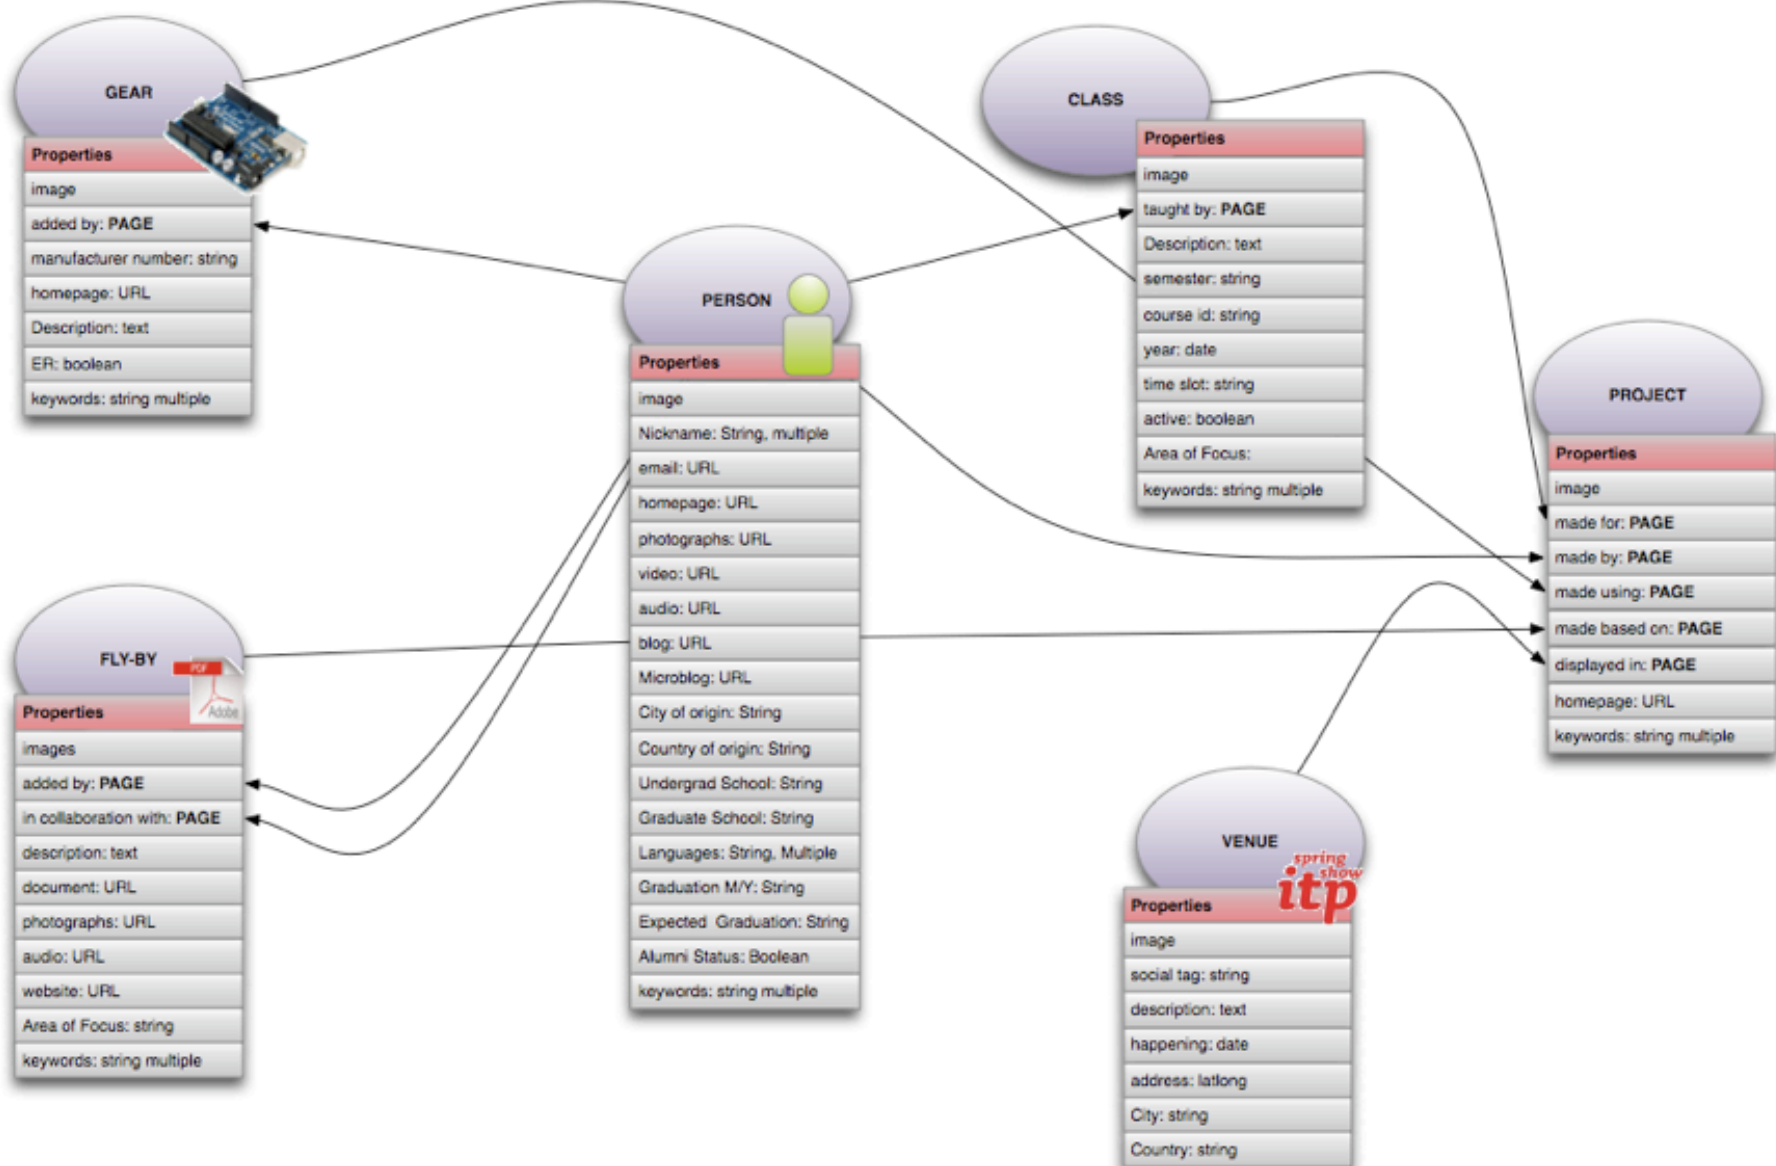 GEAR
Properties
image
added by: PAGE
manufacturer number: string
homepage: URL
Description: text
ER: boolean
keywords: string multiple
CLASS
Properties
image
taught by: PAGE
Description: text
semester: string
course id: string
year: date
time slot: string
active: boolean
Area of Focus:
keywords: string multiple
PERSON
Properties
image
Nickname: String, multiple
email: URL
homepage: URL
photographs: URL
video: URL
audio: URL
blog: URL
Microblog: URL
City of origin: String
Country of origin: String
Undergrad School: String
Graduate School: String
Languages: String, Multiple
Graduation M/Y: String
Expected Graduation: String
Alumni Status: Boolean
keywords: string multiple
PROJECT
Properties
image
made for: PAGE
made by: PAGE
made using: PAGE
made based on: PAGE
displayed in: PAGE
homepage: URL
keywords: string multiple
FLY-BY
PDF
Adobe
Properties
images
added by: PAGE
in collaboration with: PAGE
description: text
document: URL
photographs: URL
audio: URL
website: URL
Area of Focus: string
keywords: string multiple
VENUE
spring
show
itp
Properties
image
social tag: string
description: text
happening: date
address: latlong
City: string
Country: string